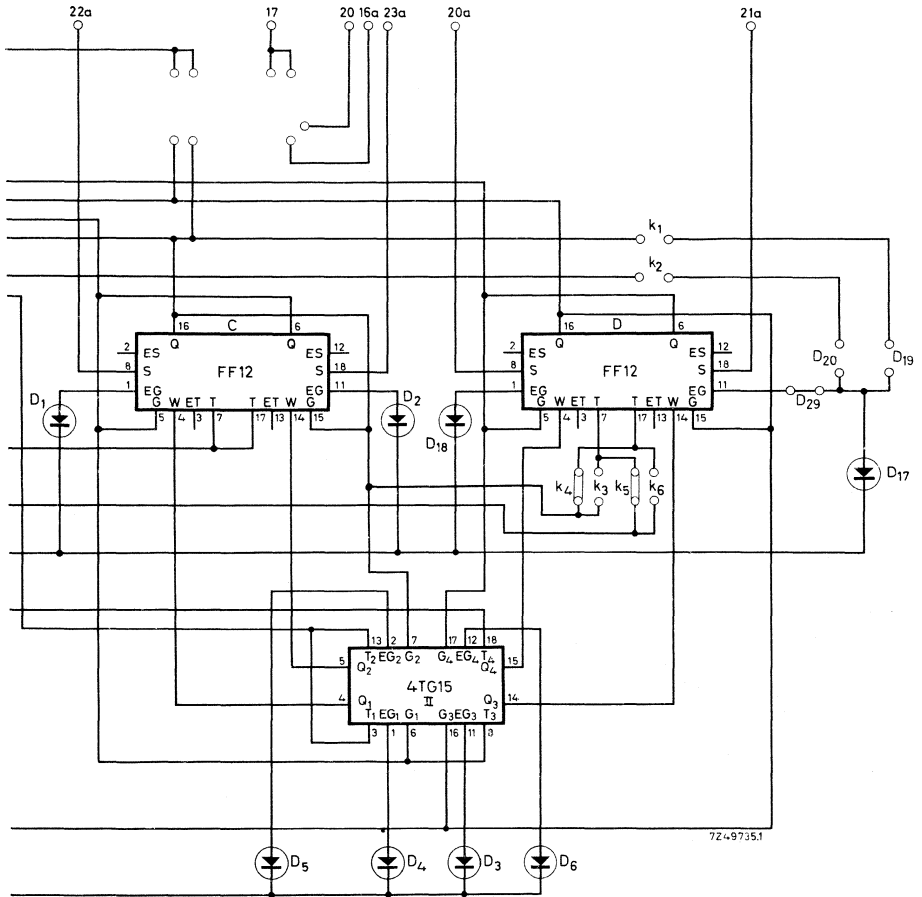 22a 17 20 16a 23a 20a 21a
k1
k2
16 C 6 16 D 6
Q Q Q Q
2 ES ES 12 2 ES ES 12
D20 D19
8 S FF12 S 18 8 S FF12 S 18
1 EG EG 11 1 EG EG 11
D1 G W ET T T ET W G D2 G W ET T T ET W G D29
5 4 3 7 17 13 14 15 5 4 3 7 17 13 14 15
D18
k4 k3 k5 k6 D17
13 2 7 17 12 18
T2 EG2 G2 G4 EG4 T4
5 Q2 Q4 15
4TG15
4 Q1 II Q3 14
T1 EG1 G1 G3 EG3 T3
3 1 6 16 11 8
7Z49735.1
D5 D4 D3 D6